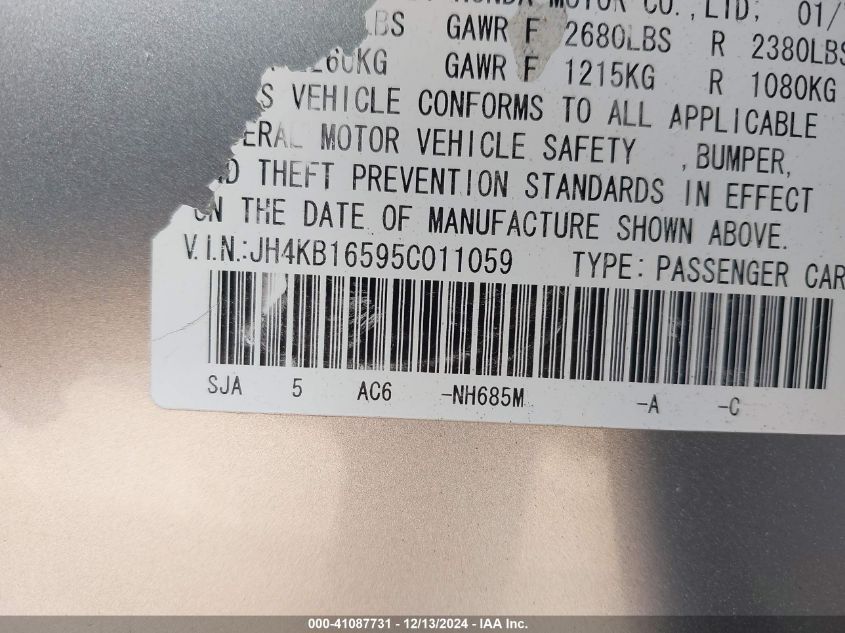 HONDA MOTOR CO.,LTD; 01/
LBS GAWR F 2680LBS R 2380LBS
60KG GAWR F 1215KG R 1080KG
S VEHICLE CONFORMS TO ALL APPLICABLE
ERAL MOTOR VEHICLE SAFETY , BUMPER,
D THEFT PREVENTION STANDARDS IN EFFECT
ON THE DATE OF MANUFACTURE SHOWN ABOVE.
V.I.N.:JH4KB16595C011059 TYPE: PASSENGER CAR
SJA 5 AC6 -NH685M -A -C
000-41087731 - 12/13/2024 - IAA Inc.